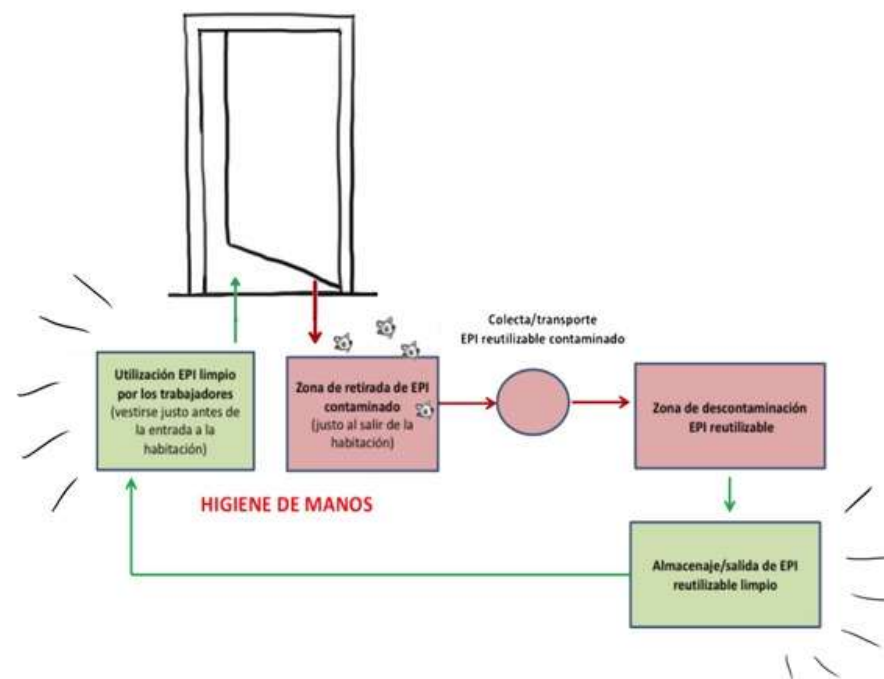 Colecta/transporte
EPI reutilizable contaminado
Utilización EPI limpio
por los trabajadores
(vestirse justo antes de
la entrada a la
habitación)
Zona de retirada de EPI
contaminado
(justo al salir de la
habitación)
Zona de descontaminación
EPI reutilizable
HIGIENE DE MANOS
Almacenaje/salida de EPI
reutilizable limpio